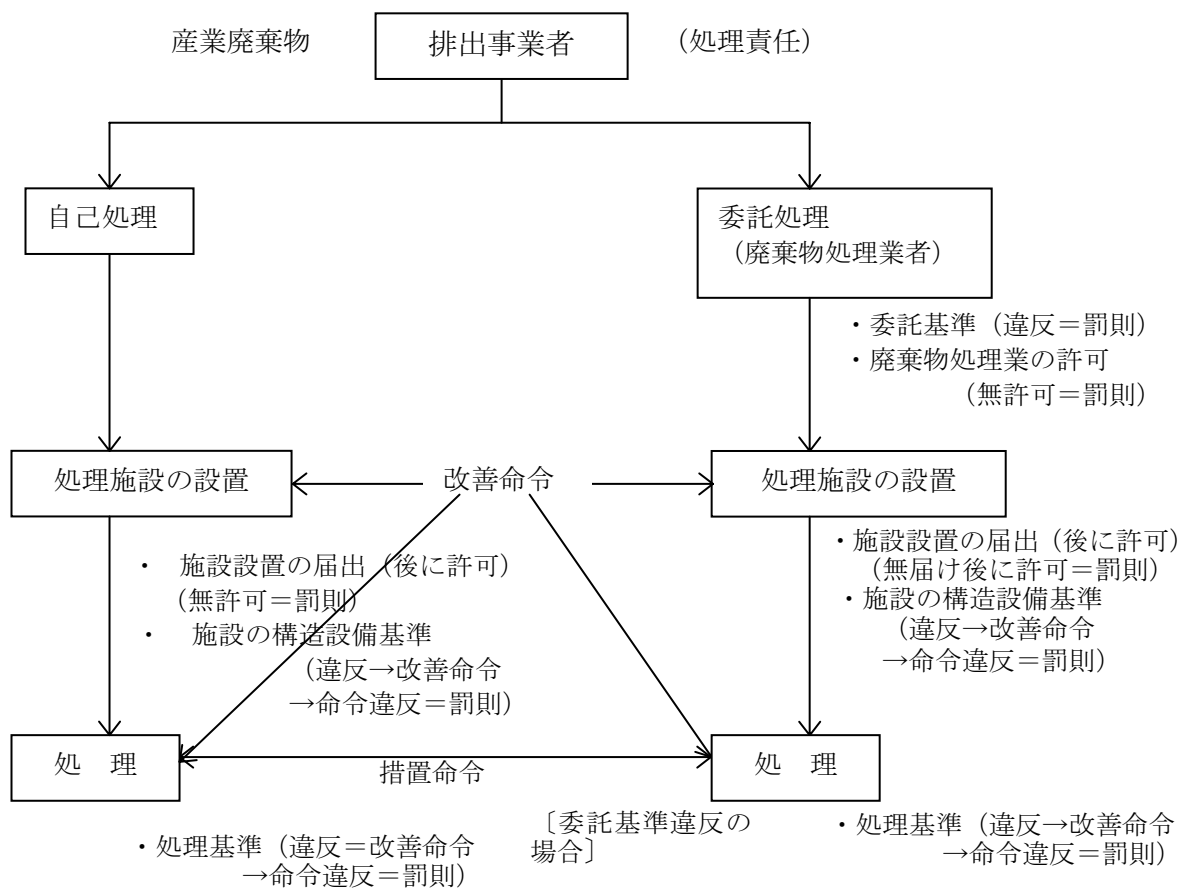 産業廃棄物
排出事業者
(処理責任)
自己処理
委託処理
(廃棄物処理業者)
・委託基準(違反=罰則)
・廃棄物処理業の許可
(無許可=罰則)
処理施設の設置
改善命令
処理施設の設置
・ 施設設置の届出(後に許可)
(無許可=罰則)
・ 施設の構造設備基準
(違反→改善命令
→命令違反=罰則)
・施設設置の届出(後に許可)
(無届け後に許可=罰則)
・施設の構造設備基準
(違反→改善命令
→命令違反=罰則)
処 理
措置命令
処 理
・処理基準(違反=改善命令
→命令違反=罰則)
〔委託基準違反の
場合〕
・処理基準(違反→改善命令
→命令違反=罰則)